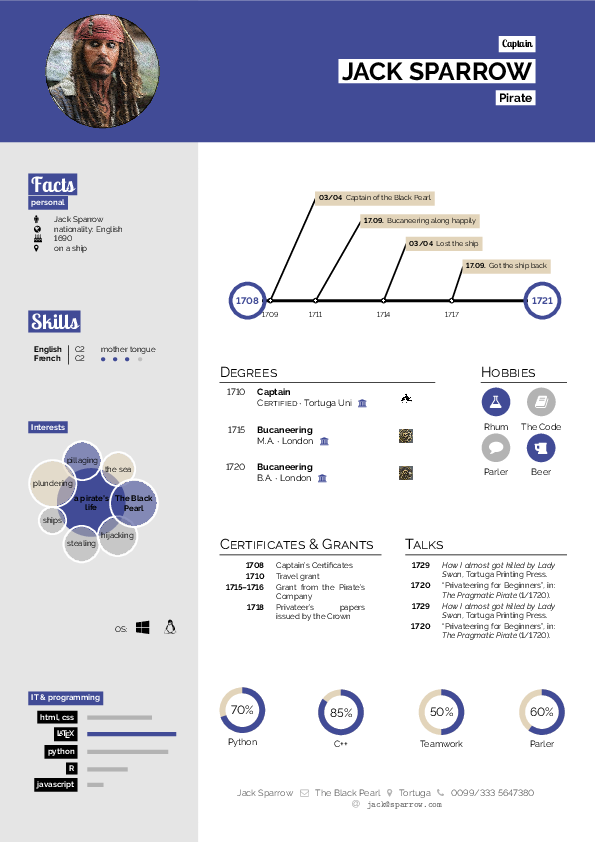 Captain
JACK SPARROW
Pirate
Facts
personal
Jack Sparrow
nationality: English
1690
on a ship
Skills
English C2 mother tongue
French C2
Interests
pillaging
the sea
plundering
a pirate's life
The Black Pearl
ships
stealing
hijacking
OS:
IT & programming
html, css
LATEX
python
R
javascript
03/04 Captain of the Black Pearl
17.09. Bucaneering along happily
03/04 Lost the ship
17.09. Got the ship back
1708
1721
1709
1711
1714
1717
DEGREES
1710 Captain
CERTIFIED · Tortuga Uni
1715 Bucaneering
M.A. · London
1720 Bucaneering
B.A. · London
HOBBIES
Rhum
The Code
Parler
Beer
CERTIFICATES & GRANTS
1708 Captain's Certificates
1710 Travel grant
1715–1716 Grant from the Pirate's
Company
1718 Privateer's papers
issued by the Crown
TALKS
1729 How I almost got killed by Lady
Swan, Tortuga Printing Press.
1720 "Privateering for Beginners", in:
The Pragmatic Pirate (1/1720).
1729 How I almost got killed by Lady
Swan, Tortuga Printing Press.
1720 "Privateering for Beginners", in:
The Pragmatic Pirate (1/1720).
70%
Python
85%
C++
50%
Teamwork
60%
Parler
Jack Sparrow The Black Pearl Tortuga 0099/333 5647380
@ jack@sparrow.com